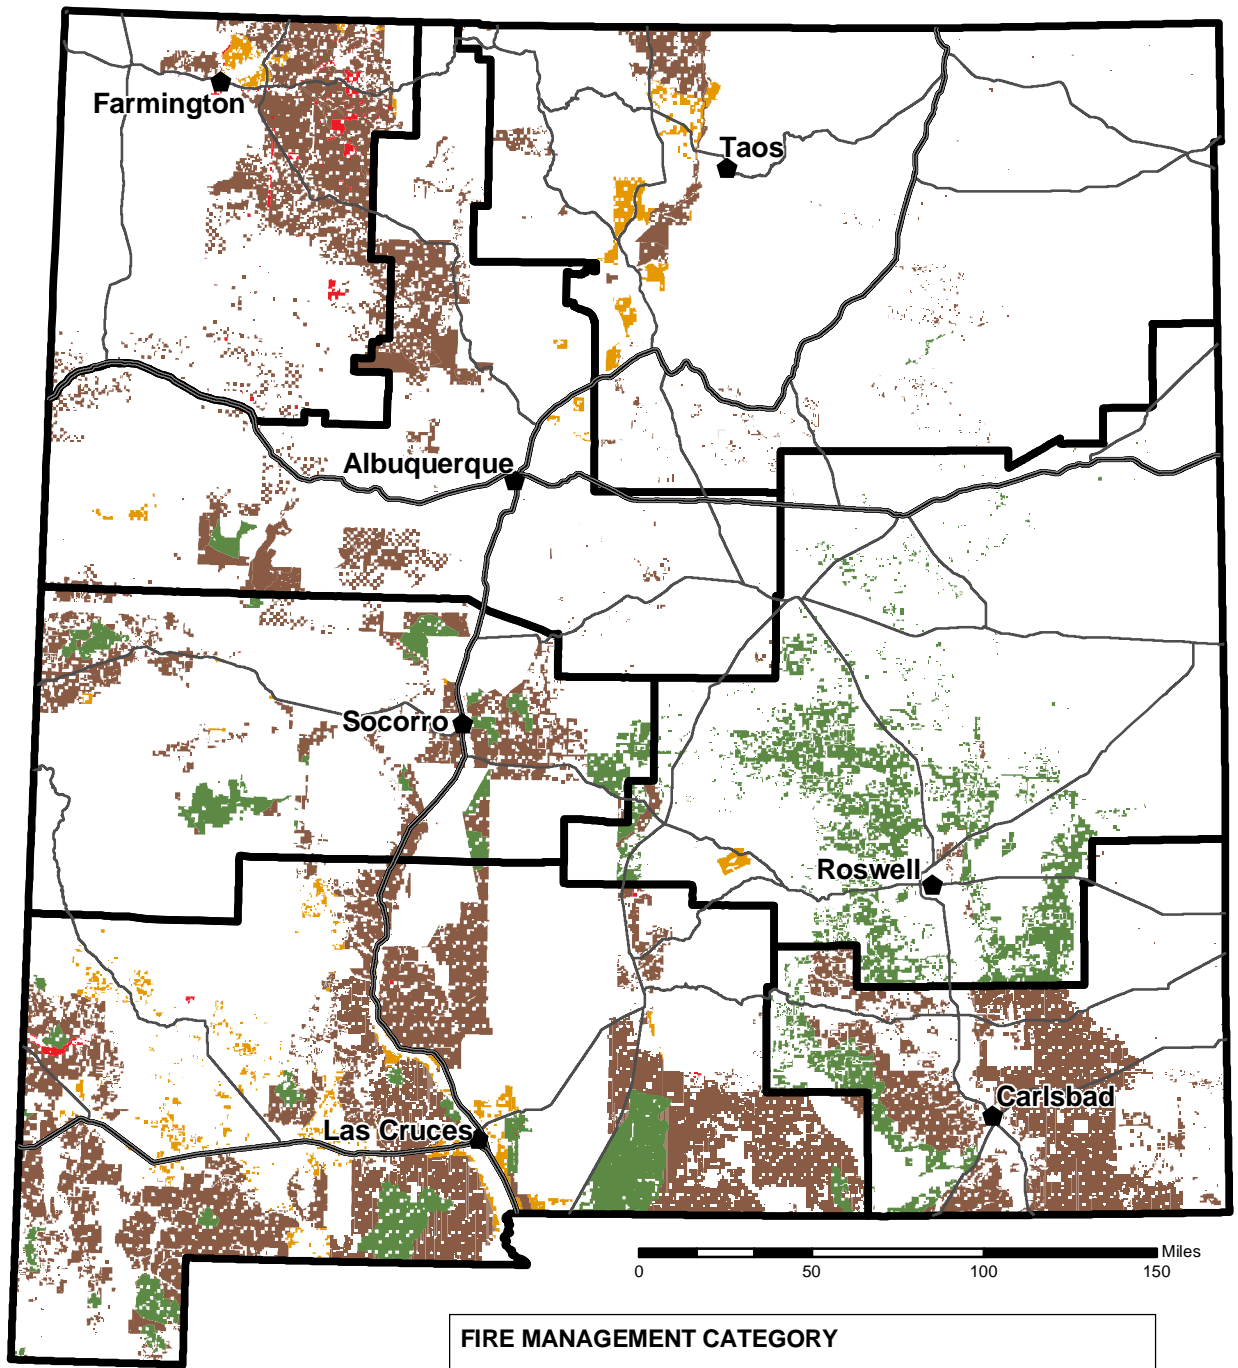 Farmington
Taos
Albuquerque
Socorro
Roswell
Carlsbad
Las Cruces
Miles
0 50 100 150
FIRE MANAGEMENT CATEGORY